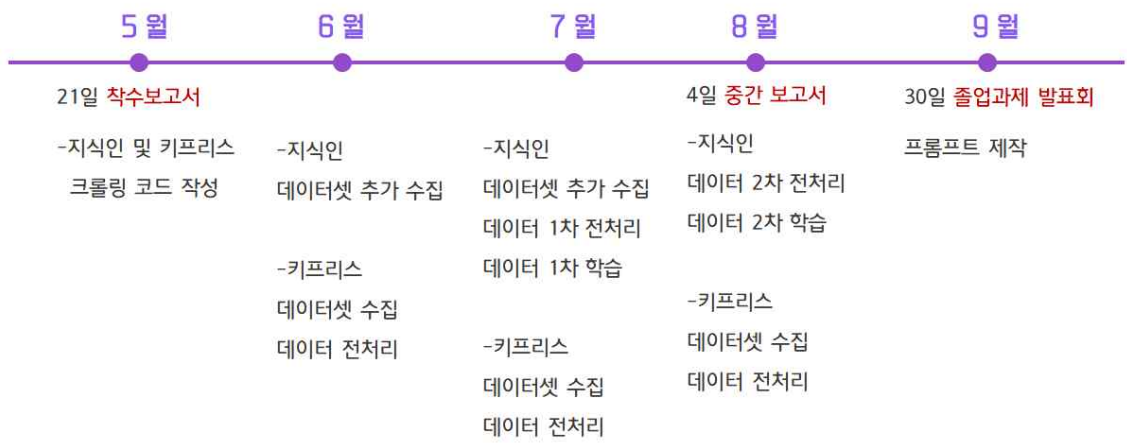 5월
6월
7월
8월
9월
21일 착수보고서
-지식인 및 키프리스
크롤링 코드 작성
-지식인
데이터셋 추가 수집
-키프리스
데이터셋 수집
데이터 전처리
-지식인
데이터셋 추가 수집
데이터 1차 전처리
데이터 1차 학습
-키프리스
데이터셋 수집
데이터 전처리
4일 중간 보고서
-지식인
데이터 2차 전처리
데이터 2차 학습
-키프리스
데이터셋 수집
데이터 전처리
30일 졸업과제 발표회
프롬프트 제작